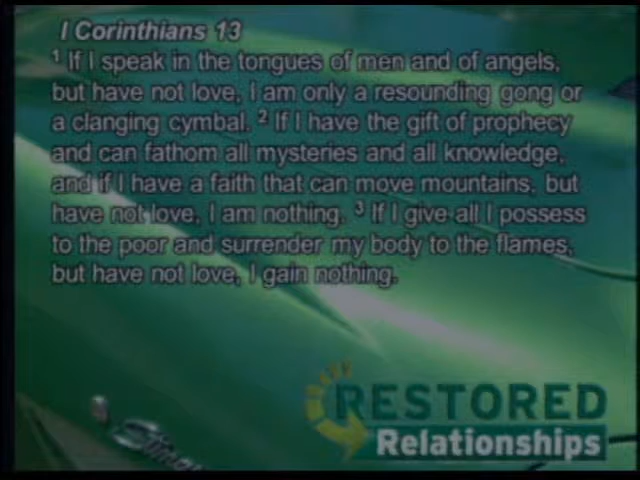 I Corinthians 13
1 If I speak in the tongues of men and of angels,
but have not love, I am only a resounding gong or
a clanging cymbal. 2 If I have the gift of prophecy
and can fathom all mysteries and all knowledge,
and if I have a faith that can move mountains, but
have not love, I am nothing. 3 If I give all I possess
to the poor and surrender my body to the flames,
but have not love, I gain nothing.
RESTORED
Relationships